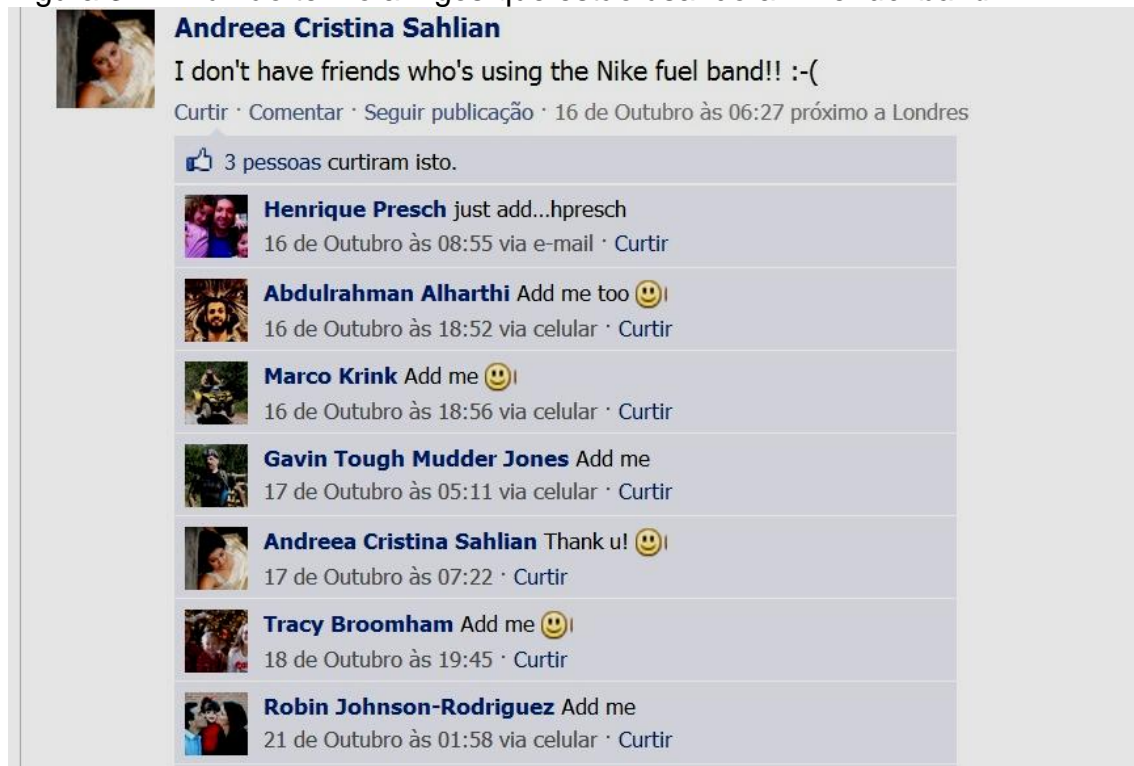 Andreea Cristina Sahlian
I don't have friends who's using the Nike fuel band!! :-(
Curtir · Comentar · Seguir publicação · 16 de Outubro às 06:27 próximo a Londres
3 pessoas curtiram isto.
Henrique Presch just add...hpresch
16 de Outubro às 08:55 via e-mail · Curtir
Abdulrahman Alharthi Add me too
16 de Outubro às 18:52 via celular · Curtir
Marco Krink Add me
16 de Outubro às 18:56 via celular · Curtir
Gavin Tough Mudder Jones Add me
17 de Outubro às 05:11 via celular · Curtir
Andreea Cristina Sahlian Thank u!
17 de Outubro às 07:22 · Curtir
Tracy Broomham Add me
18 de Outubro às 19:45 · Curtir
Robin Johnson-Rodriguez Add me
21 de Outubro às 01:58 via celular · Curtir